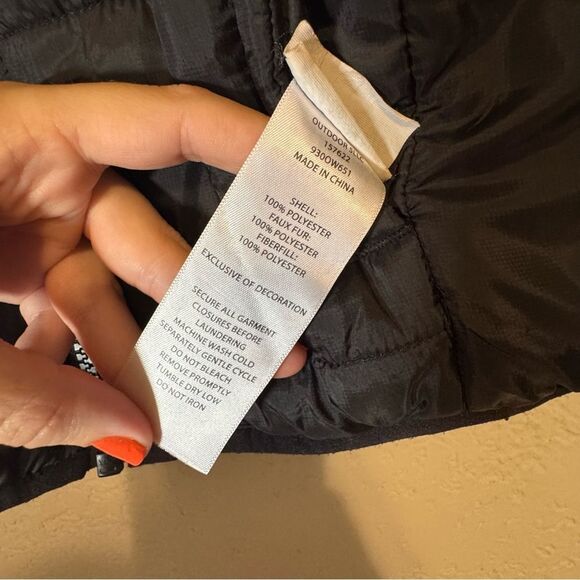 OUTDOOR
157622
9300W651
MADE IN CHINA
SHELL:
100% POLYESTER
FAUX FUR:
100% POLYESTER
FIBERFILL:
100% POLYESTER
EXCLUSIVE OF DECORATION
SECURE ALL GARMENT
CLOSURES BEFORE
LAUNDERING
MACHINE WASH COLD
SEPARATELY GENTLE CYCLE
DO NOT BLEACH
REMOVE PROMPTLY
TUMBLE DRY LOW
DO NOT IRON